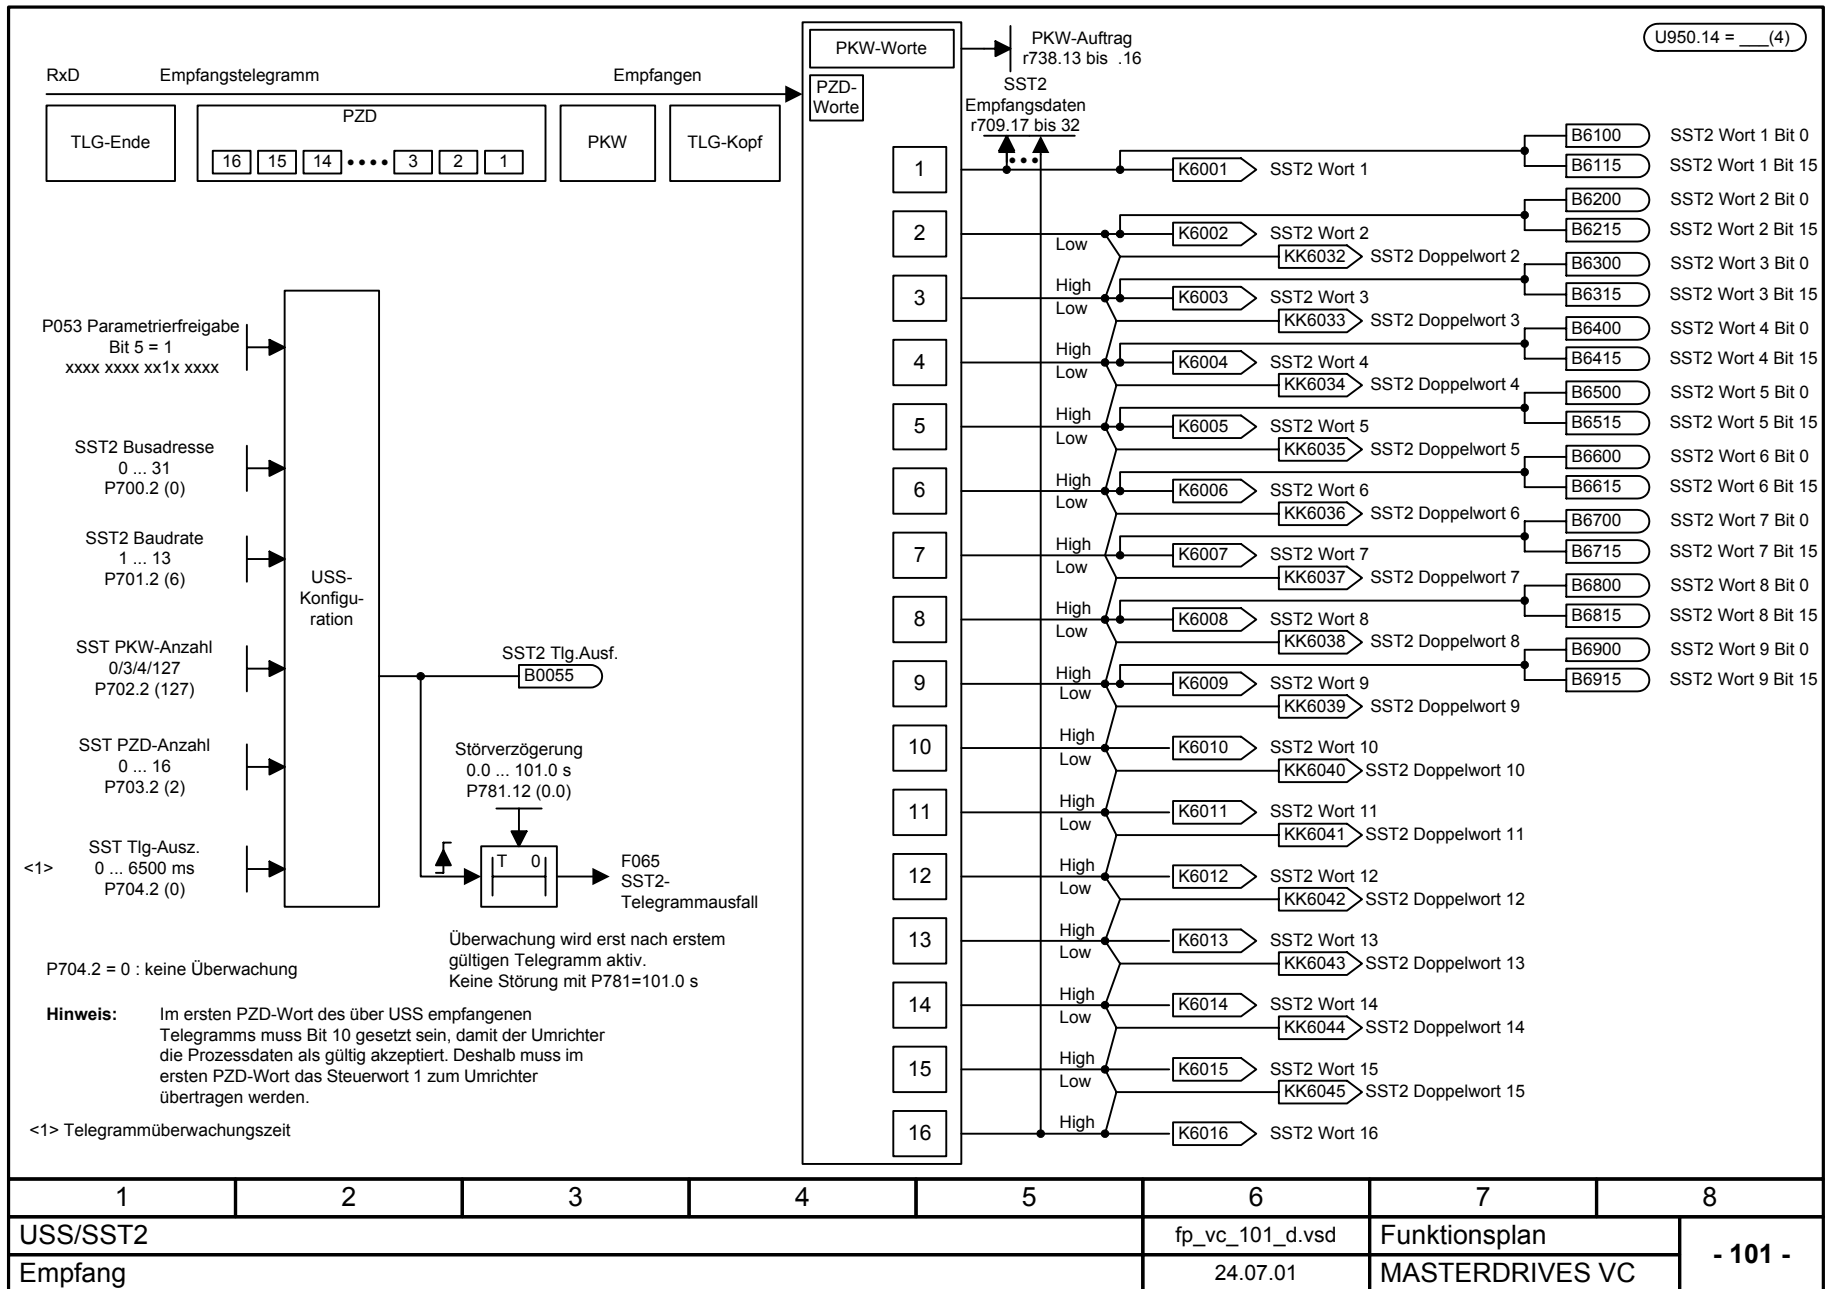 U950.14 = ___(4)
PKW-Worte
PKW-Auftrag
r738.13 bis .16
RxD Empfangstelegramm Empfangen
PZD-
Worte
SST2
Empfangsdaten
r709.17 bis 32
TLG-Ende
PZD
16 15 14 •••• 3 2 1
PKW
TLG-Kopf
1 K6001 SST2 Wort 1
B6100 SST2 Wort 1 Bit 0
B6115 SST2 Wort 1 Bit 15
2 Low K6002 SST2 Wort 2
KK6032 SST2 Doppelwort 2
B6200 SST2 Wort 2 Bit 0
B6215 SST2 Wort 2 Bit 15
3 High Low K6003 SST2 Wort 3
KK6033 SST2 Doppelwort 3
B6300 SST2 Wort 3 Bit 0
B6315 SST2 Wort 3 Bit 15
4 High Low K6004 SST2 Wort 4
KK6034 SST2 Doppelwort 4
B6400 SST2 Wort 4 Bit 0
B6415 SST2 Wort 4 Bit 15
5 High Low K6005 SST2 Wort 5
KK6035 SST2 Doppelwort 5
B6500 SST2 Wort 5 Bit 0
B6515 SST2 Wort 5 Bit 15
6 High Low K6006 SST2 Wort 6
KK6036 SST2 Doppelwort 6
B6600 SST2 Wort 6 Bit 0
B6615 SST2 Wort 6 Bit 15
7 High Low K6007 SST2 Wort 7
KK6037 SST2 Doppelwort 7
B6700 SST2 Wort 7 Bit 0
B6715 SST2 Wort 7 Bit 15
8 High Low K6008 SST2 Wort 8
KK6038 SST2 Doppelwort 8
B6800 SST2 Wort 8 Bit 0
B6815 SST2 Wort 8 Bit 15
9 High Low K6009 SST2 Wort 9
KK6039 SST2 Doppelwort 9
B6900 SST2 Wort 9 Bit 0
B6915 SST2 Wort 9 Bit 15
10 High Low K6010 SST2 Wort 10
KK6040 SST2 Doppelwort 10
11 High Low K6011 SST2 Wort 11
KK6041 SST2 Doppelwort 11
12 High Low K6012 SST2 Wort 12
KK6042 SST2 Doppelwort 12
13 High Low K6013 SST2 Wort 13
KK6043 SST2 Doppelwort 13
14 High Low K6014 SST2 Wort 14
KK6044 SST2 Doppelwort 14
15 High Low K6015 SST2 Wort 15
KK6045 SST2 Doppelwort 15
16 High K6016 SST2 Wort 16
P053 Parametrierfreigabe
Bit 5 = 1
xxxx xxxx xx1x xxxx
SST2 Busadresse
0 ... 31
P700.2 (0)
SST2 Baudrate
1 ... 13
P701.2 (6)
SST PKW-Anzahl
0/3/4/127
P702.2 (127)
SST PZD-Anzahl
0 ... 16
P703.2 (2)
<1>
SST Tlg-Ausz.
0 ... 6500 ms
P704.2 (0)
USS-
Konfigu-
ration
SST2 Tlg.Ausf.
B0055
Störverzögerung
0.0 ... 101.0 s
P781.12 (0.0)
T 0
F065
SST2-
Telegrammausfall
Überwachung wird erst nach erstem
gültigen Telegramm aktiv.
Keine Störung mit P781=101.0 s
P704.2 = 0 : keine Überwachung
Hinweis: Im ersten PZD-Wort des über USS empfangenen
Telegramms muss Bit 10 gesetzt sein, damit der Umrichter
die Prozessdaten als gültig akzeptiert. Deshalb muss im
ersten PZD-Wort das Steuerwort 1 zum Umrichter
übertragen werden.
<1> Telegrammüberwachungszeit
1 2 3 4 5 6 7 8
USS/SST2 fp_vc_101_d.vsd Funktionsplan
- 101 -
Empfang 24.07.01 MASTERDRIVES VC